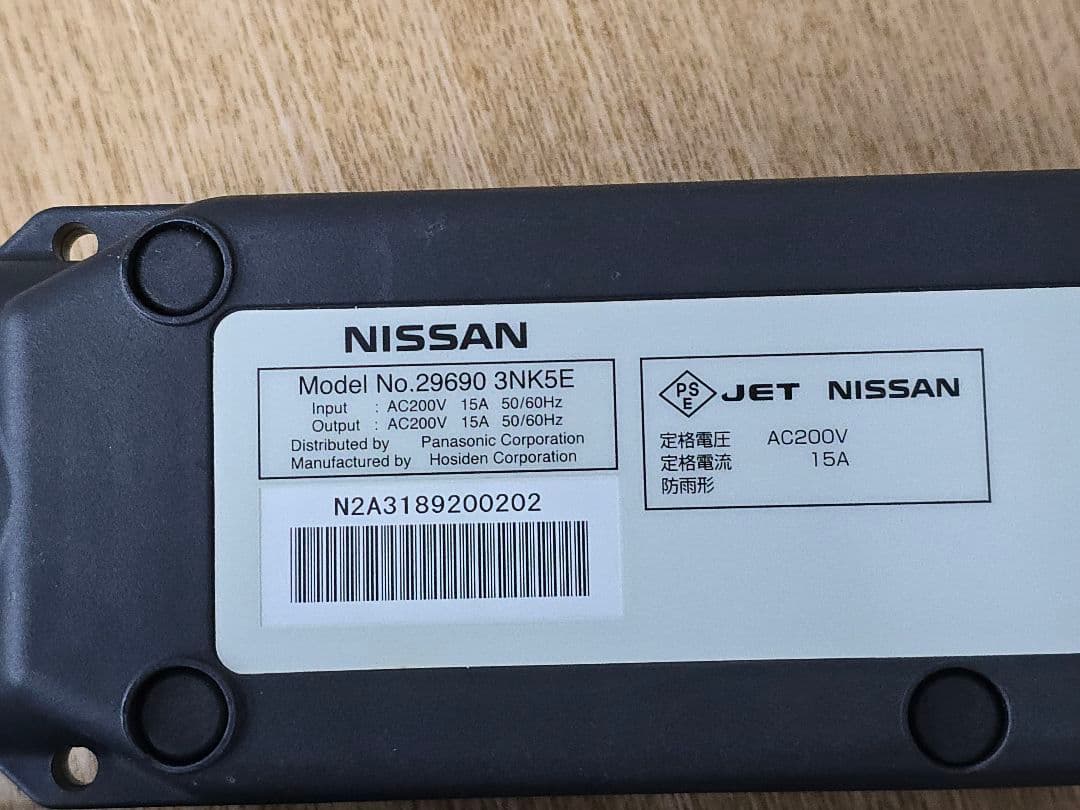 NISSAN
Model No.29690 3NK5E
Input : AC200V 15A 50/60Hz
Output : AC200V 15A 50/60Hz
Distributed by Panasonic Corporation
Manufactured by Hosiden Corporation
N2A3189200202
PSE JET NISSAN
定格電圧 AC200V
定格電流 15A
防雨形